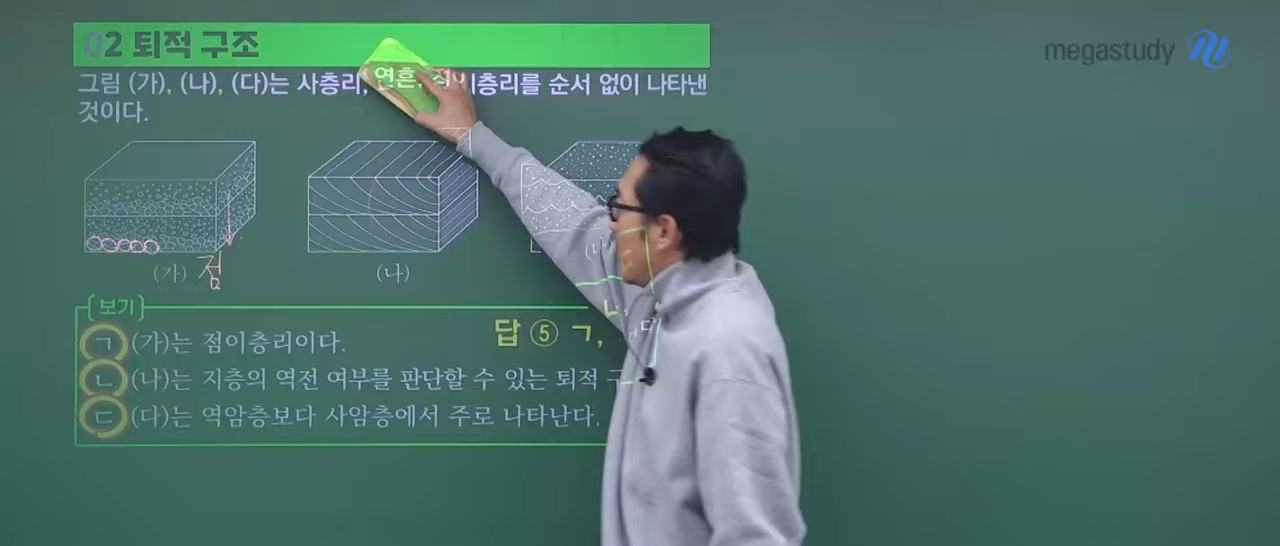 02 퇴적 구조
megastudy
그림 (가), (나), (다)는 사층리, 연흔, 이층리를 순서 없이 나타낸
것이다.
(가)
점
(나)
보기
ㄱ (가)는 점이층리이다.
답 ⑤ ㄱ,
ㄴ (나)는 지층의 역전 여부를 판단할 수 있는 퇴적
ㄷ (다)는 역암층보다 사암층에서 주로 나타난다.